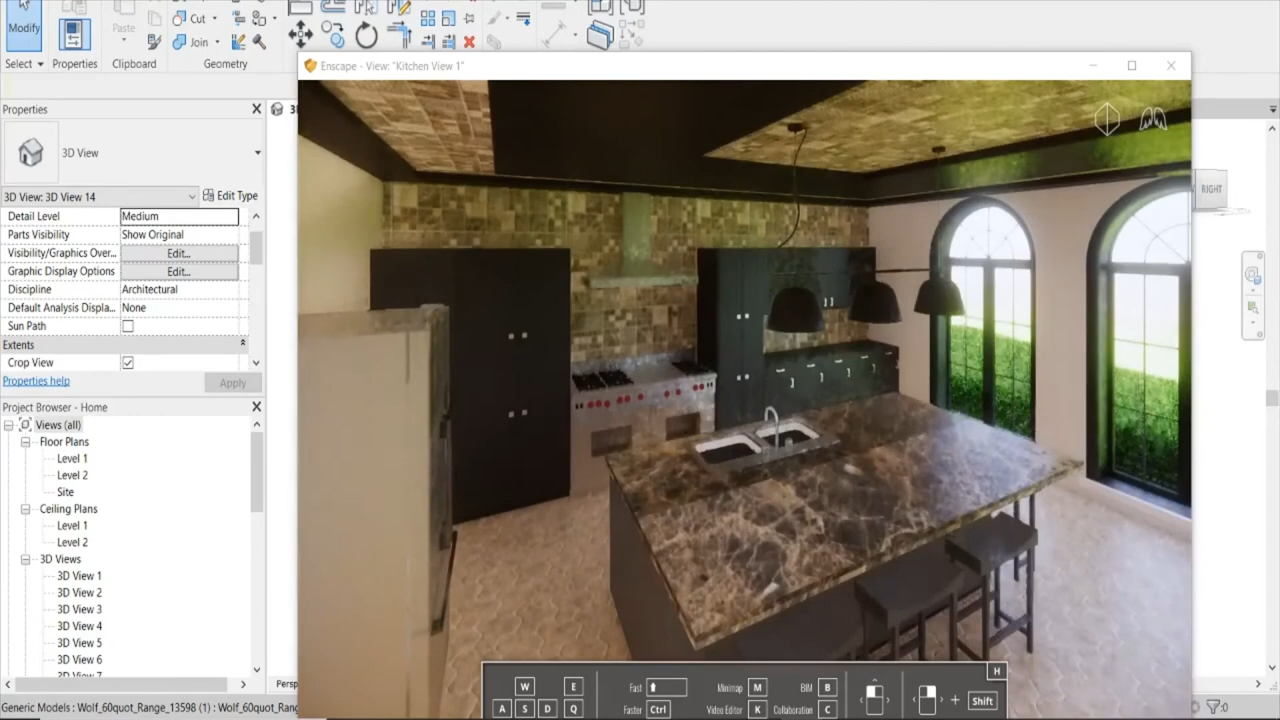 Modify
Cut
Paste
Join
Select
Properties
Clipboard
Geometry
Enscape - View: "Kitchen View 1"
Properties
3D View
3D View: 3D View 14
Edit Type
Detail Level
Medium
Parts Visibility
Show Original
Visibility/Graphics Over...
Edit...
Graphic Display Options
Edit...
Discipline
Architectural
Default Analysis Displa...
None
Sun Path
Extents
Crop View
Properties help
Apply
Project Browser - Home
Views (all)
Floor Plans
Level 1
Level 2
Site
Ceiling Plans
Level 1
Level 2
3D Views
3D View 1
3D View 2
3D View 3
3D View 4
3D View 5
3D View 6
RIGHT
Persp
Generic Models : Wolf_60quot_Range_13598 (1) : Wolf_60quot_Rang
H
W
E
Fast
Minimap
M
BIM
B
A
S
D
Q
Faster
Ctrl
Video Editor
K
Collaboration
C
+
Shift
:0